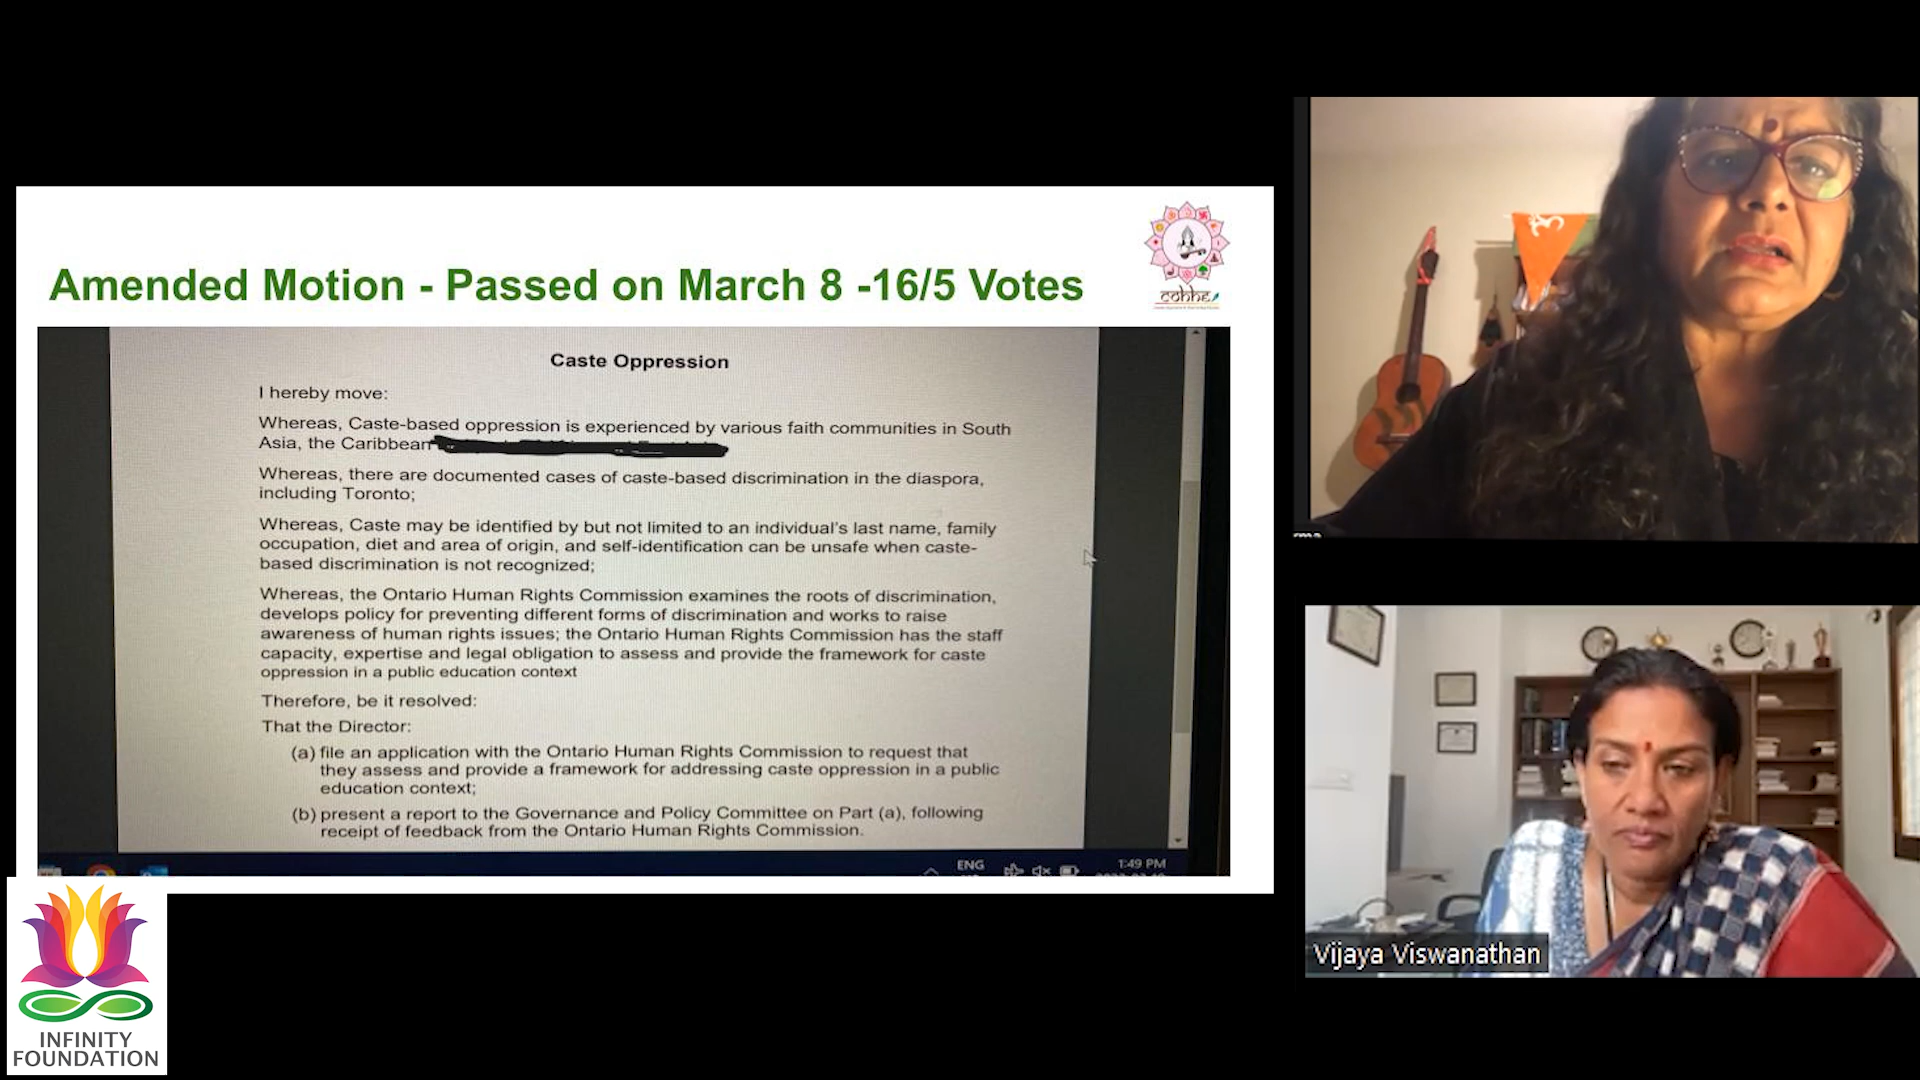 Amended Motion - Passed on March 8 -16/5 Votes
cohhe
Caste Oppression
I hereby move:
Whereas, Caste-based oppression is experienced by various faith communities in South
Asia, the Caribbean
Whereas, there are documented cases of caste-based discrimination in the diaspora,
including Toronto;
Whereas, Caste may be identified by but not limited to an individual's last name, family
occupation, diet and area of origin, and self-identification can be unsafe when caste-
based discrimination is not recognized;
Whereas, the Ontario Human Rights Commission examines the roots of discrimination,
develops policy for preventing different forms of discrimination and works to raise
awareness of human rights issues; the Ontario Human Rights Commission has the staff
capacity, expertise and legal obligation to assess and provide the framework for caste
oppression in a public education context
Therefore, be it resolved:
That the Director:
(a) file an application with the Ontario Human Rights Commission to request that
they assess and provide a framework for addressing caste oppression in a public
education context;
(b) present a report to the Governance and Policy Committee on Part (a), following
receipt of feedback from the Ontario Human Rights Commission.
ENG
1:49 PM
ॐ
Vijaya Viswanathan
INFINITY
FOUNDATION